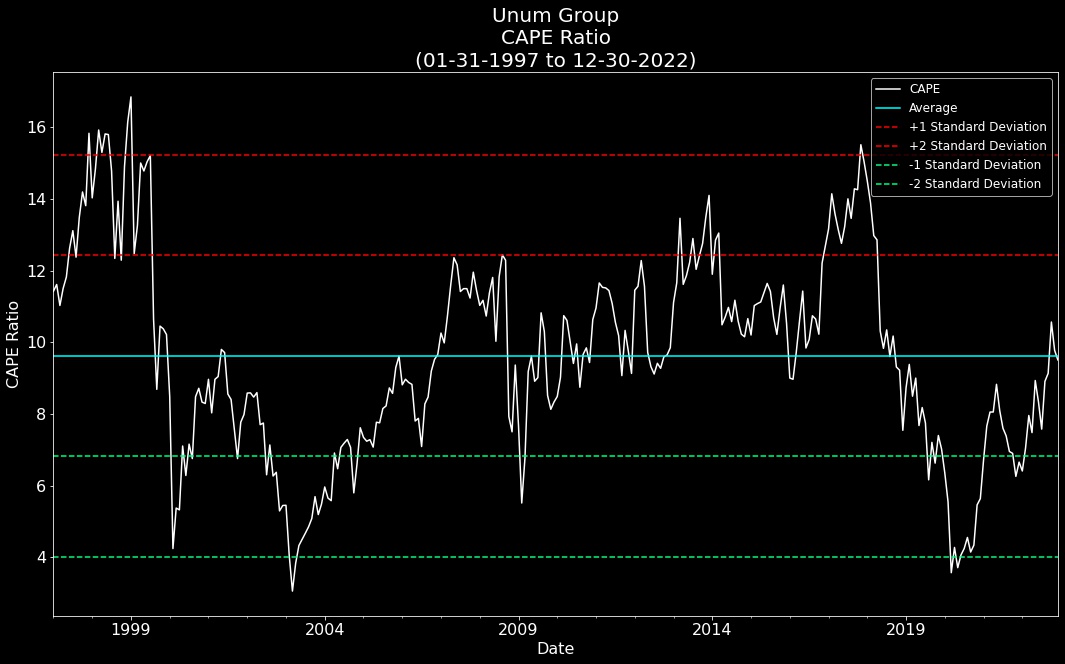 Unum Group
CAPE Ratio
(01-31-1997 to 12-30-2022)
CAPE
Average
+1 Standard Deviation
+2 Standard Deviation
-1 Standard Deviation
-2 Standard Deviation
CAPE Ratio
16
14
12
10
8
6
4
1999
2004
2009
2014
2019
Date